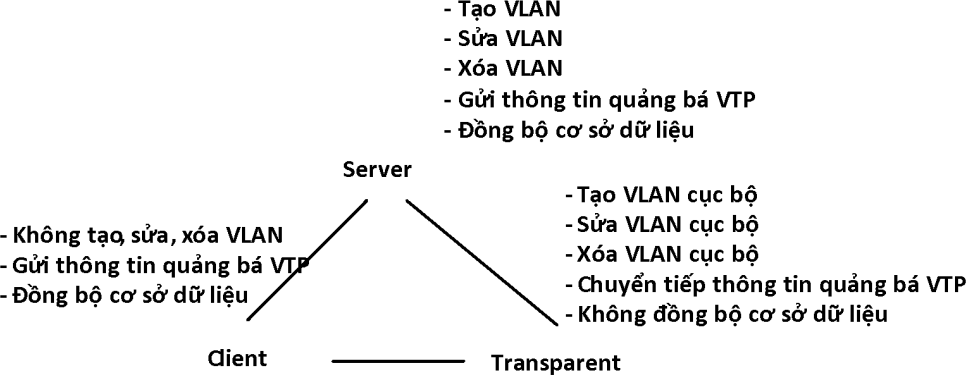 - Tạo VLAN
- Sửa VLAN
- Xóa VLAN
- Gửi thông tin quảng bá VTP
- Đồng bộ cơ sở dữ liệu
Server
- Không tạo, sửa, xóa VLAN
- Gửi thông tin quảng bá VTP
- Đồng bộ cơ sở dữ liệu
- Tạo VLAN cục bộ
- Sửa VLAN cục bộ
- Xóa VLAN cục bộ
- Chuyển tiếp thông tin quảng bá VTP
- Không đồng bộ cơ sở dữ liệu
Client
Transparent